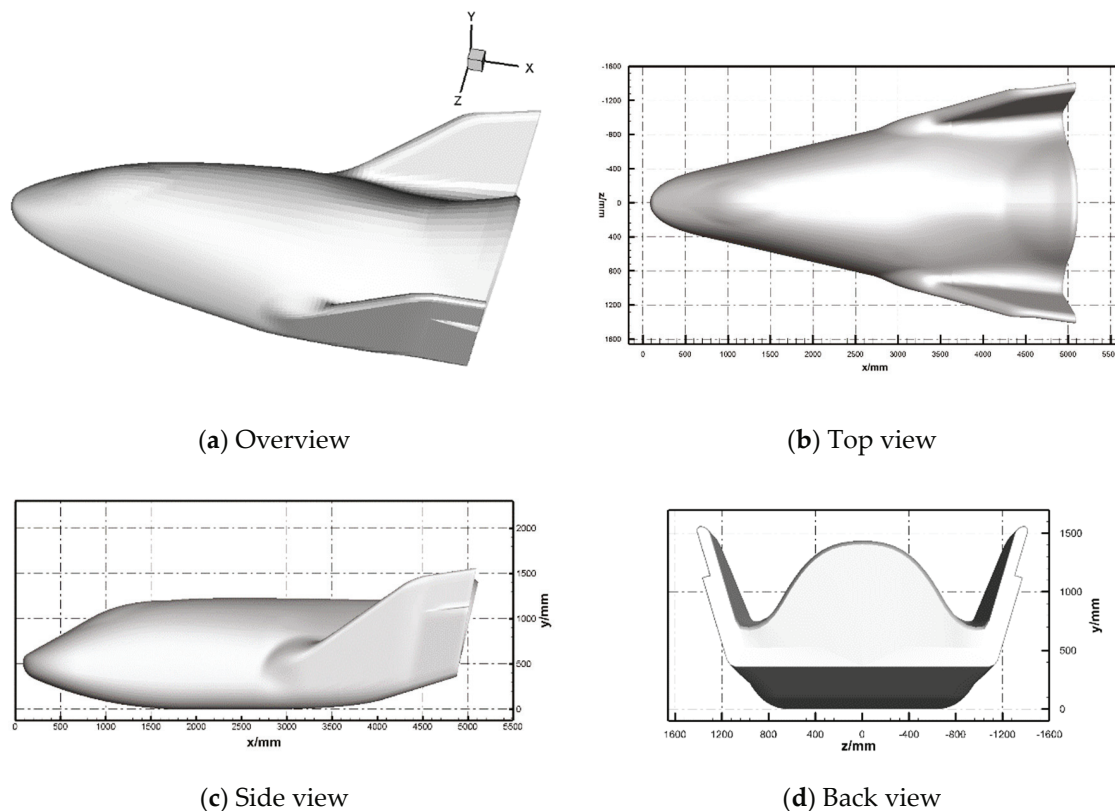 Y
X
Z
-1600
-1200
-800
-400
0
400
800
1200
1600
z/mm
0 500 1000 1500 2000 2500 3000 3500 4000 4500 5000 5500
x/mm
(a) Overview
(b) Top view
2000
1500
1000
500
0
y/mm
0 500 1000 1500 2000 2500 3000 3500 4000 4500 5000 5500
x/mm
1500
1000
500
0
y/mm
1600 1200 800 400 0 -400 -800 -1200 -1600
z/mm
(c) Side view
(d) Back view